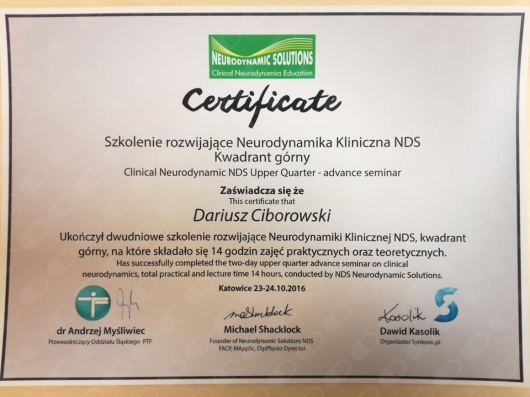 NEURODYNAMIC SOLUTIONS
Clinical Neurodynamics Education
Certificate
Szkolenie rozwijające Neurodynamika Kliniczna NDS
Kwadrant górny
Clinical Neurodynamic NDS Upper Quarter - advance seminar
Zaświadcza się że
This certificate that
Dariusz Ciborowski
Ukończył dwudniowe szkolenie rozwijające Neurodynamiki Klinicznej NDS, kwadrant
górny, na które składało się 14 godzin zajęć praktycznych oraz teoretycznych.
Has successfully completed the two-day upper quarter advance seminar on clinical
neurodynamics, total practical and lecture time 14 hours, conducted by NDS Neurodynamic Solutions.
Katowice 23-24.10.2016
dr Andrzej Myśliwiec
Przewodniczący Oddziału Śląskiego PTF
maShacklock
Michael Shacklock
Founder of Neurodynamic Solutions NDS
FACP, MAppSc, DipPhysio Dyrector
Kasolik
Dawid Kasolik
Organizator Syntonic.pl